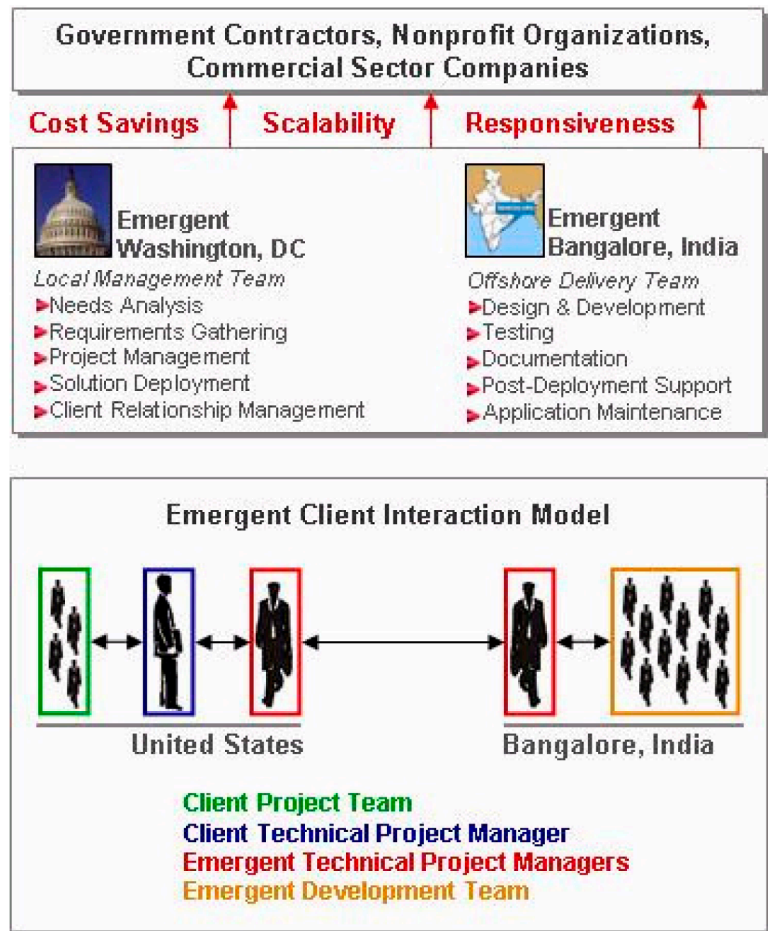 Government Contractors, Nonprofit Organizations,
Commercial Sector Companies
Cost Savings
Scalability
Responsiveness
Emergent
Washington, DC
Local Management Team
Needs Analysis
Requirements Gathering
Project Management
Solution Deployment
Client Relationship Management
Emergent
Bangalore, India
Offshore Delivery Team
Design & Development
Testing
Documentation
Post-Deployment Support
Application Maintenance
Emergent Client Interaction Model
United States
Bangalore, India
Client Project Team
Client Technical Project Manager
Emergent Technical Project Managers
Emergent Development Team